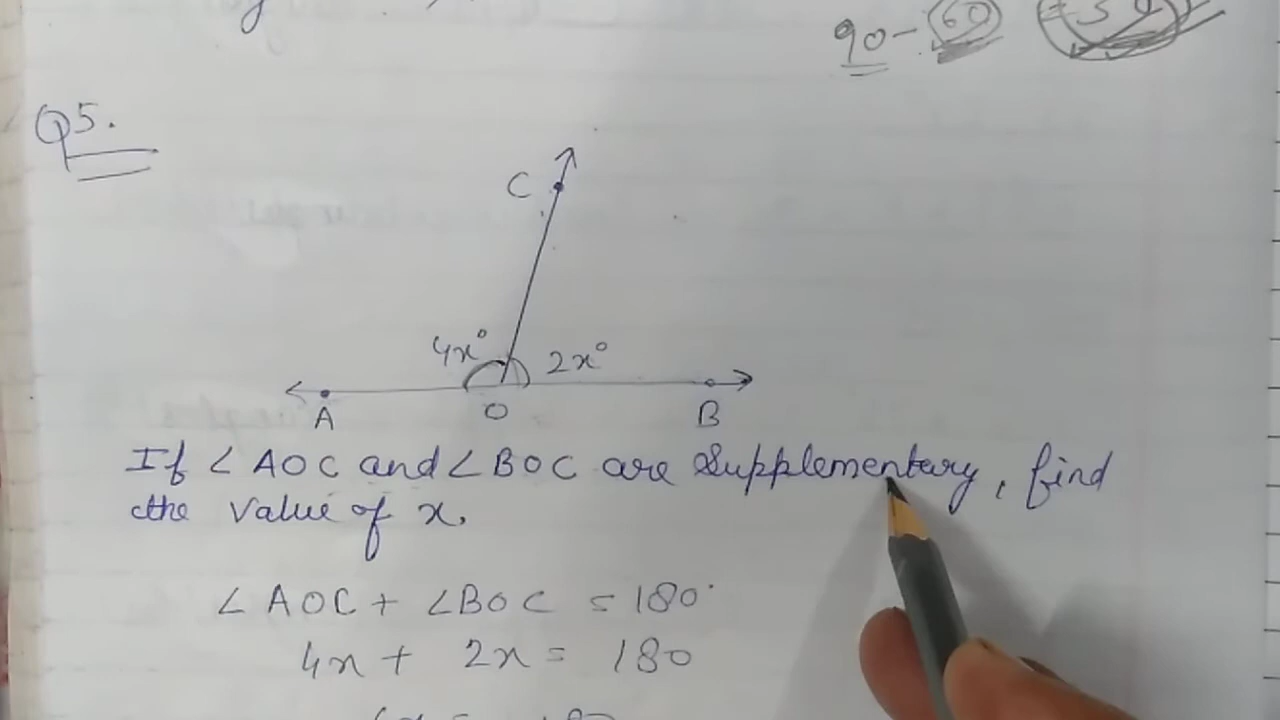 90-60
Q5.
C
4x° 2x°
A O B
If ∠AOC and ∠BOC are Supplementary, find
the value of x.
∠AOC + ∠BOC = 180°
4x + 2x = 180